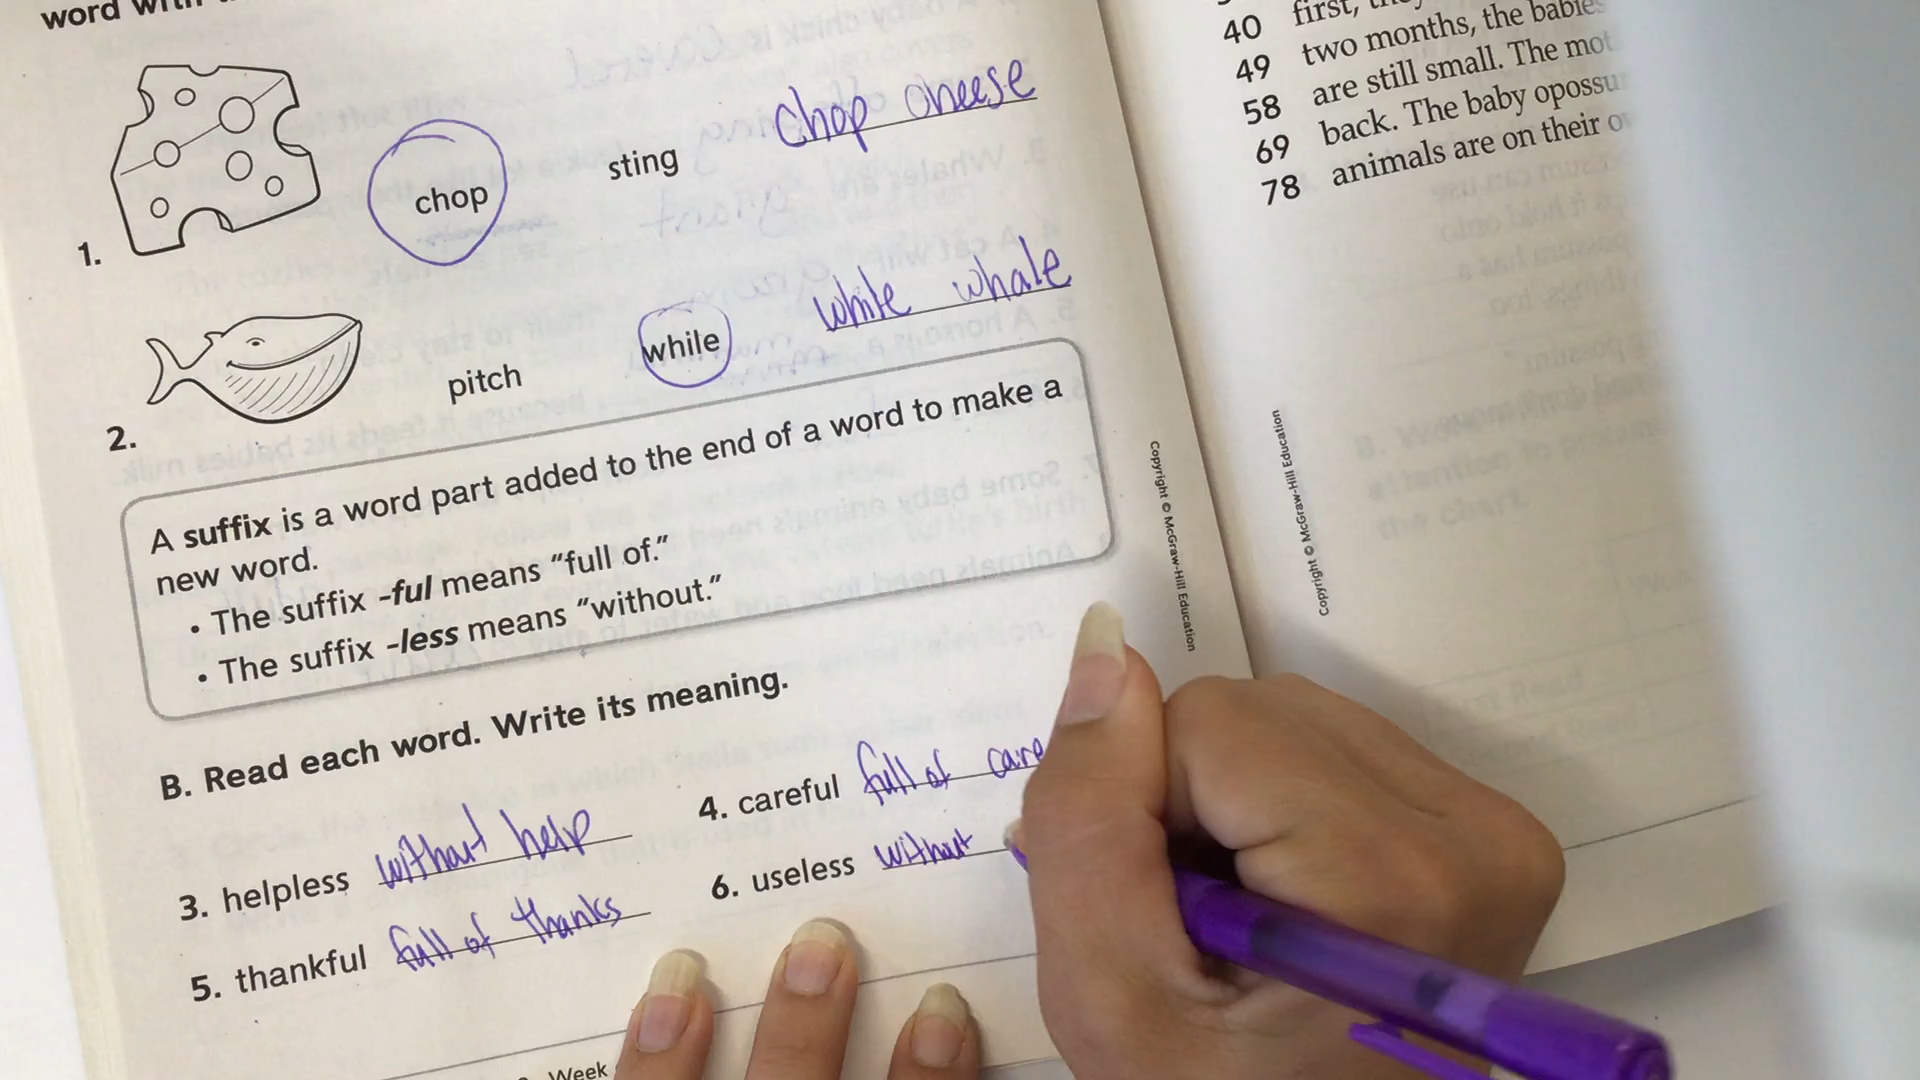 word with
chop sting chop cheese
1.
pitch while while whale
2.
A suffix is a word part added to the end of a word to make a
new word.
• The suffix -ful means “full of.”
• The suffix -less means “without.”
B. Read each word. Write its meaning.
3. helpless without help
4. careful full of care
5. thankful full of thanks
6. useless without
Week
Copyright © McGraw-Hill Education
40 first,
49 two months, the babies
58 are still small. The
69 back. The baby
78 animals are on their
Copyright © McGraw-Hill Education